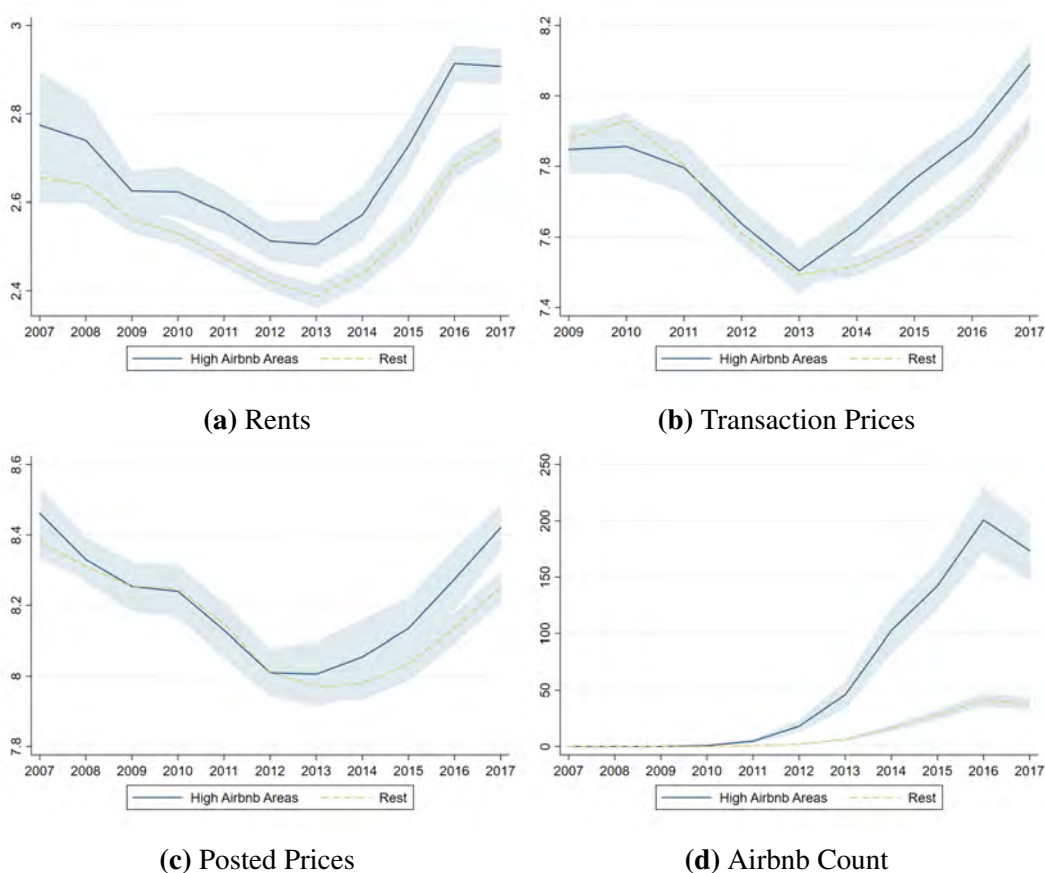 3
2.8
2.6
2.4
2007 2008 2009 2010 2011 2012 2013 2014 2015 2016 2017
High Airbnb Areas Rest
(a) Rents
8.2
8
7.8
7.6
7.4
2009 2010 2011 2012 2013 2014 2015 2016 2017
High Airbnb Areas Rest
(b) Transaction Prices
8.6
8.4
8.2
8
7.8
2007 2008 2009 2010 2011 2012 2013 2014 2015 2016 2017
High Airbnb Areas Rest
(c) Posted Prices
250
200
150
100
50
0
2007 2008 2009 2010 2011 2012 2013 2014 2015 2016 2017
High Airbnb Areas Rest
(d) Airbnb Count